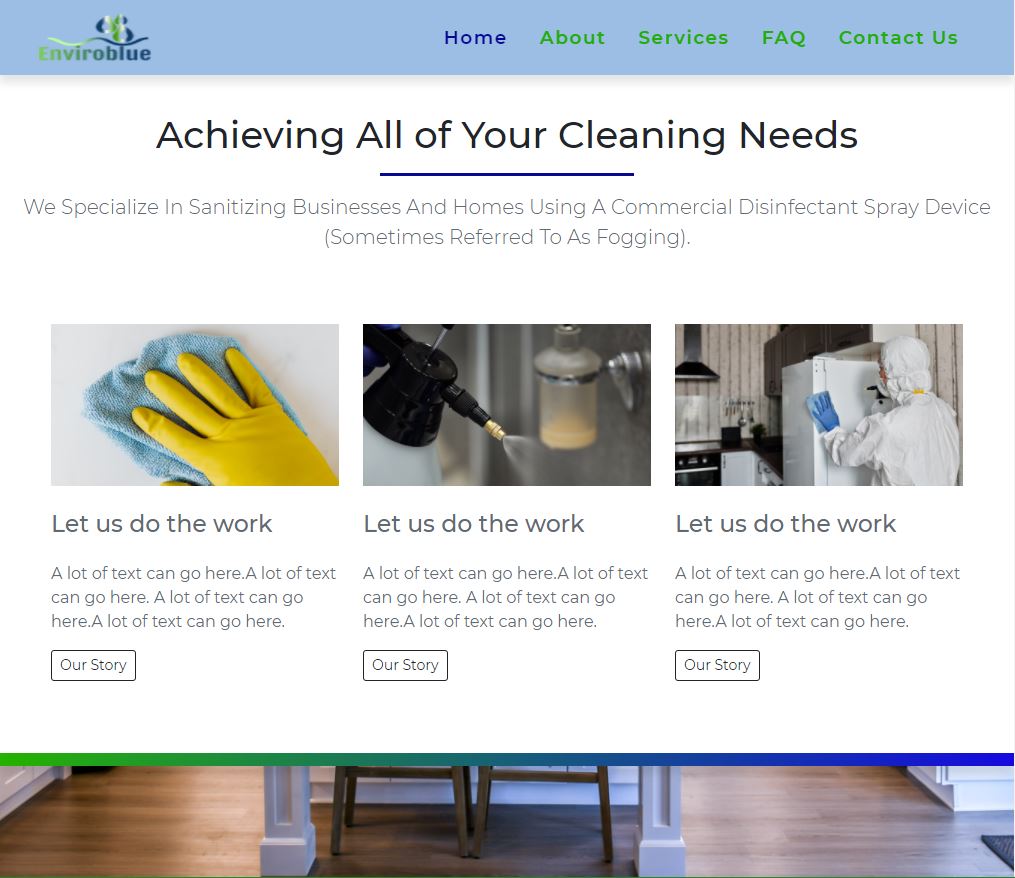 Enviroblue
Home About Services FAQ Contact Us
Achieving All of Your Cleaning Needs
We Specialize In Sanitizing Businesses And Homes Using A Commercial Disinfectant Spray Device
(Sometimes Referred To As Fogging).
Let us do the work
A lot of text can go here.A lot of text
can go here. A lot of text can go
here.A lot of text can go here.
Our Story
Let us do the work
A lot of text can go here.A lot of text
can go here. A lot of text can go
here.A lot of text can go here.
Our Story
Let us do the work
A lot of text can go here.A lot of text
can go here. A lot of text can go
here.A lot of text can go here.
Our Story